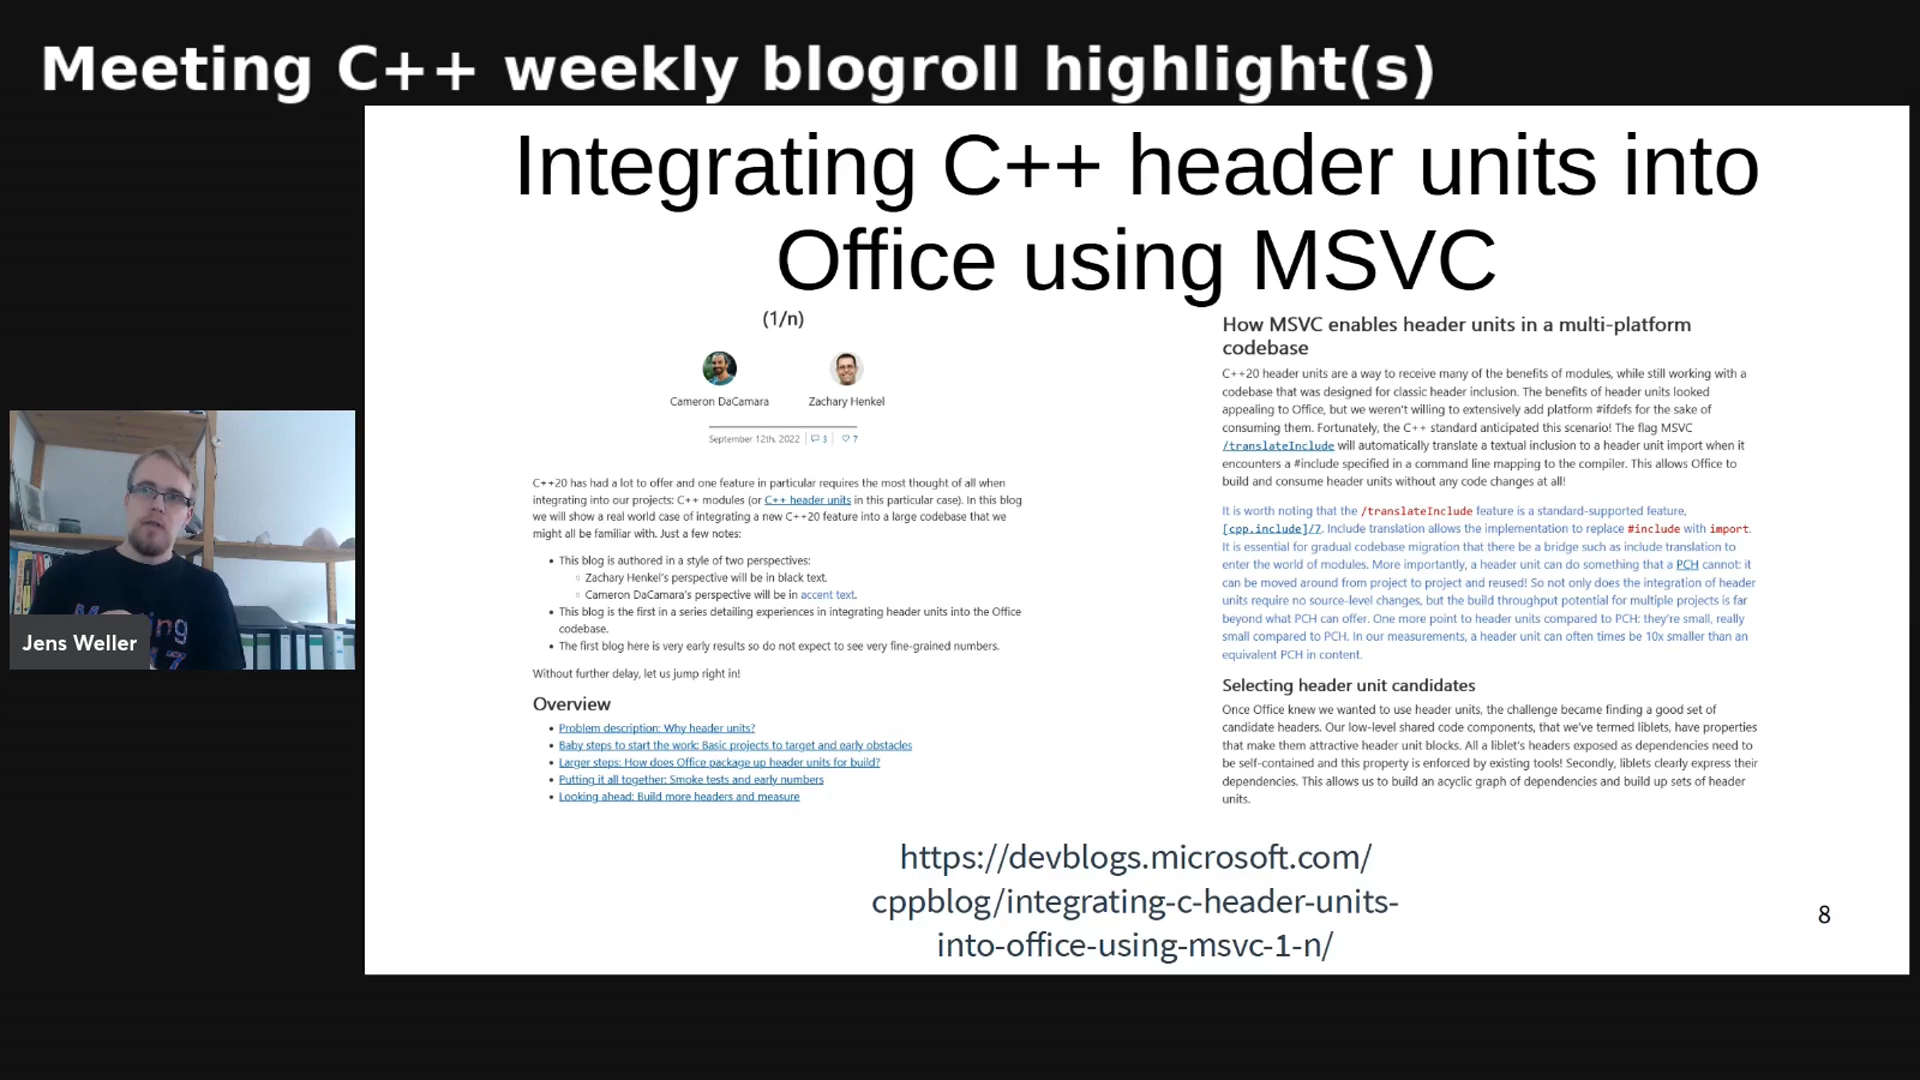 Meeting C++ weekly blogroll highlight(s)
Integrating C++ header units into
Office using MSVC
(1/n)
Cameron DaCamara
Zachary Henkel
September 12th, 2022
3
7
C++20 has had a lot to offer and one feature in particular requires the most thought of all when
integrating into our projects: C++ modules (or C++ header units in this particular case). In this blog
we will show a real world case of integrating a new C++20 feature into a large codebase that we
might all be familiar with. Just a few notes:
• This blog is authored in a style of two perspectives:
◦ Zachary Henkel's perspective will be in black text.
◦ Cameron DaCamara's perspective will be in accent text.
• This blog is the first in a series detailing experiences in integrating header units into the Office
codebase.
• The first blog here is very early results so do not expect to see very fine-grained numbers.
Without further delay, let us jump right in!
Overview
• Problem description: Why header units?
• Baby steps to start the work: Basic projects to target and early obstacles
• Larger steps: How does Office package up header units for build?
• Putting it all together: Smoke tests and early numbers
• Looking ahead: Build more headers and measure
How MSVC enables header units in a multi-platform
codebase
C++20 header units are a way to receive many of the benefits of modules, while still working with a
codebase that was designed for classic header inclusion. The benefits of header units looked
appealing to Office, but we weren't willing to extensively add platform #ifdefs for the sake of
consuming them. Fortunately, the C++ standard anticipated this scenario! The flag MSVC
/translateInclude will automatically translate a textual inclusion to a header unit import when it
encounters a #include specified in a command line mapping to the compiler. This allows Office to
build and consume header units without any code changes at all!
It is worth noting that the /translateInclude feature is a standard-supported feature,
[cpp.include]/7. Include translation allows the implementation to replace #include with import.
It is essential for gradual codebase migration that there be a bridge such as include translation to
enter the world of modules. More importantly, a header unit can do something that a PCH cannot: it
can be moved around from project to project and reused! So not only does the integration of header
units require no source-level changes, but the build throughput potential for multiple projects is far
beyond what PCH can offer. One more point to header units compared to PCH: they're small, really
small compared to PCH. In our measurements, a header unit can often times be 10x smaller than an
equivalent PCH in content.
Selecting header unit candidates
Once Office knew we wanted to use header units, the challenge became finding a good set of
candidate headers. Our low-level shared code components, that we've termed liblets, have properties
that make them attractive header unit blocks. All a liblet's headers exposed as dependencies need to
be self-contained and this property is enforced by existing tools! Secondly, liblets clearly express their
dependencies. This allows us to build an acyclic graph of dependencies and build up sets of header
units.
https://devblogs.microsoft.com/
cppblog/integrating-c-header-units-
into-office-using-msvc-1-n/
8
Jens Weller